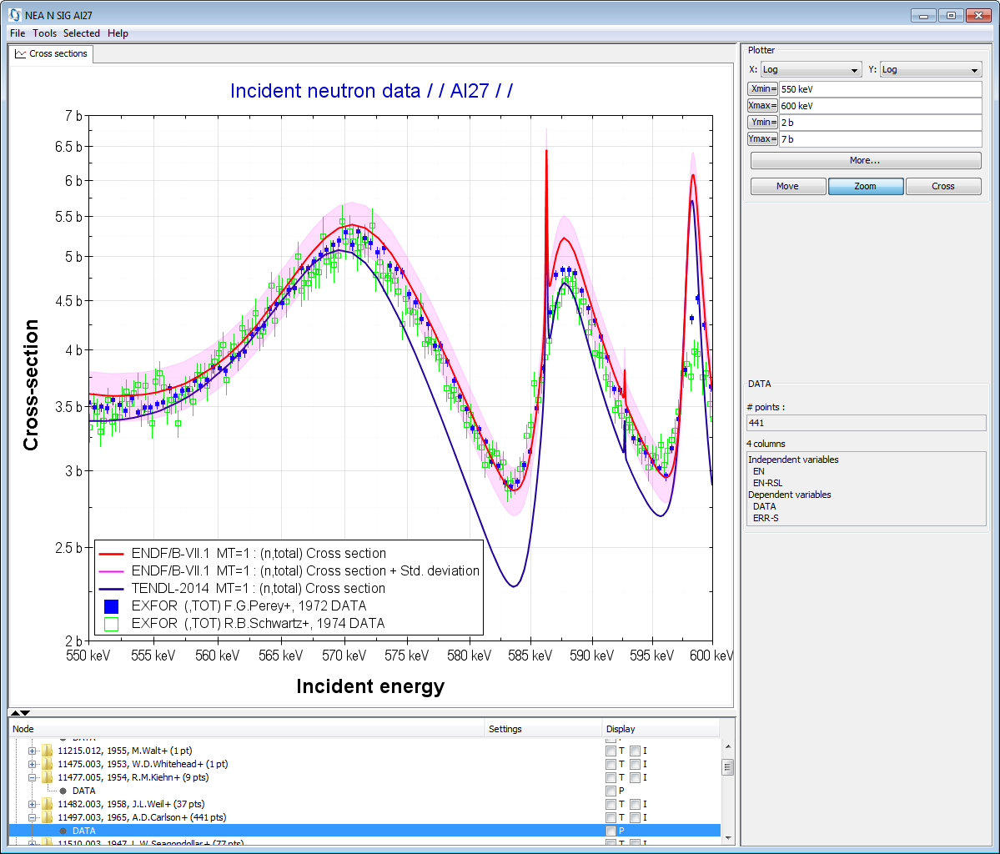 NEA N SIG Al27
File Tools Selected Help
Cross sections
Incident neutron data / / Al27 / /
7 b
6.5 b
6 b
5.5 b
5 b
4.5 b
4 b
3.5 b
3 b
2.5 b
2 b
Cross-section
ENDF/B-VII.1 MT=1 : (n,total) Cross section
ENDF/B-VII.1 MT=1 : (n,total) Cross section + Std. deviation
TENDL-2014 MT=1 : (n,total) Cross section
EXFOR (,TOT) F.G.Perey+, 1972 DATA
EXFOR (,TOT) R.B.Schwartz+, 1974 DATA
550 keV 555 keV 560 keV 565 keV 570 keV 575 keV 580 keV 585 keV 590 keV 595 keV 600 keV
Incident energy
Plotter
X: Log Y: Log
Xmin= 550 keV
Xmax= 600 keV
Ymin= 2 b
Ymax= 7 b
More...
Move Zoom Cross
DATA
# points :
441
4 columns
Independent variables
EN
EN-RSL
Dependent variables
DATA
ERR-S
Node Settings Display
DATA P
11215.012, 1955, M.Walt+ (1 pt) T I
11475.003, 1953, W.D.Whitehead+ (1 pt) T I
11477.005, 1954, R.M.Kiehn+ (9 pts) T I
DATA P
11482.003, 1958, J.L.Weil+ (37 pts) T I
11497.003, 1965, A.D.Carlson+ (441 pts) T I
DATA P
11510.003, 1947, L.W.Seagondollar+ (77 pts) T I